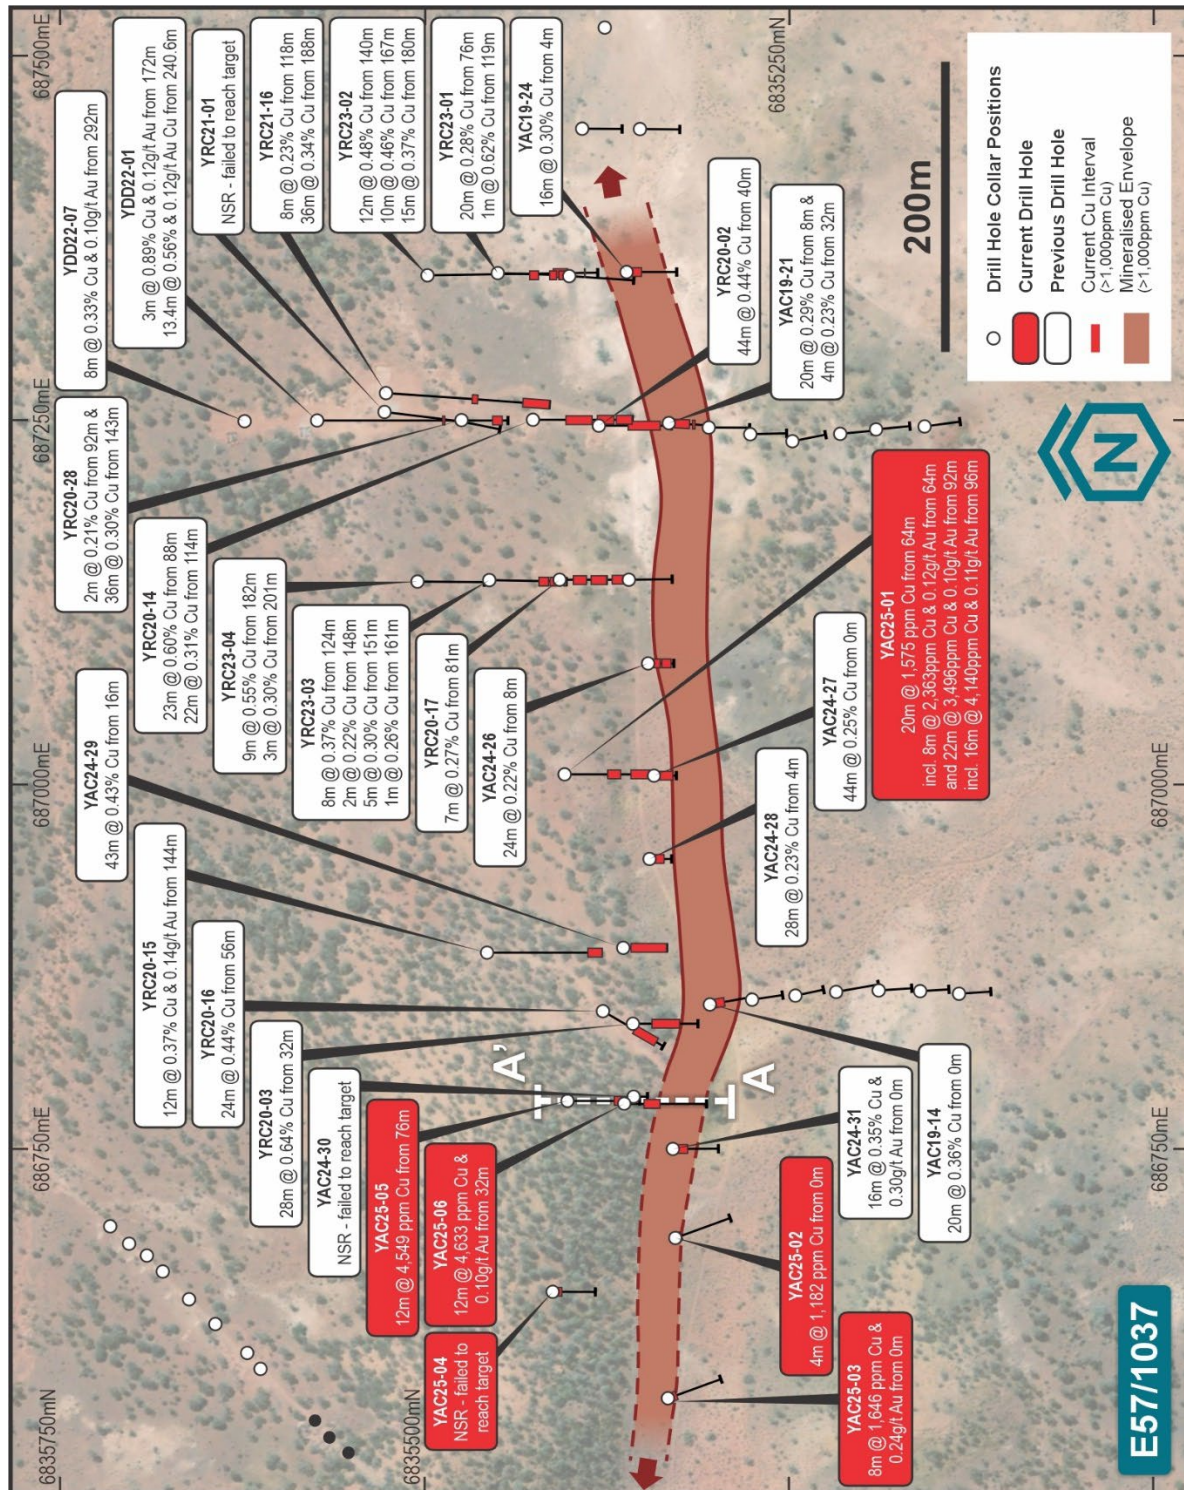 6835750mN
6835500mN
6835250mN
686750mE
687000mE
687250mE
687500mE
YDD22-07
8m @ 0.33% Cu & 0.10g/t Au from 292m
YDD22-01
3m @ 0.89% Cu & 0.12g/t Au from 172m
13.4m @ 0.56% & 0.12g/t Au Cu from 240.6m
YRC21-01
NSR - failed to reach target
YRC21-16
8m @ 0.23% Cu from 118m
36m @ 0.34% Cu from 188m
YRC23-02
12m @ 0.48% Cu from 140m
10m @ 0.46% Cu from 167m
15m @ 0.37% Cu from 180m
YRC23-01
20m @ 0.28% Cu from 76m
1m @ 0.62% Cu from 119m
YAC19-24
16m @ 0.30% Cu from 4m
YRC20-28
2m @ 0.21% Cu from 92m &
36m @ 0.30% Cu from 143m
YRC20-14
23m @ 0.60% Cu from 88m
22m @ 0.31% Cu from 114m
YRC23-04
9m @ 0.55% Cu from 182m
3m @ 0.30% Cu from 201m
YRC23-03
8m @ 0.37% Cu from 124m
2m @ 0.22% Cu from 148m
5m @ 0.30% Cu from 151m
1m @ 0.26% Cu from 161m
YRC20-17
7m @ 0.27% Cu from 81m
YAC24-26
24m @ 0.22% Cu from 8m
YAC24-29
43m @ 0.43% Cu from 16m
YRC20-15
12m @ 0.37% Cu & 0.14g/t Au from 144m
YRC20-16
24m @ 0.44% Cu from 56m
YRC20-03
28m @ 0.64% Cu from 32m
YAC24-30
NSR - failed to reach target
YAC25-05
12m @ 4,549 ppm Cu from 76m
YAC25-06
12m @ 4,633 ppm Cu &
0.10g/t Au from 32m
YAC25-04
NSR - failed to
reach target
A'
A
YRC20-02
44m @ 0.44% Cu from 40m
YAC19-21
20m @ 0.29% Cu from 8m &
4m @ 0.23% Cu from 32m
YAC25-01
20m @ 1,575 ppm Cu from 64m
incl. 8m @ 2,363ppm Cu & 0.12g/t Au from 64m
and 22m @ 3,496ppm Cu & 0.10g/t Au from 92m
incl. 16m @ 4,140ppm Cu & 0.11g/t Au from 96m
YAC24-27
44m @ 0.25% Cu from 0m
YAC24-28
28m @ 0.23% Cu from 4m
YAC24-31
16m @ 0.35% Cu &
0.30g/t Au from 0m
YAC19-14
20m @ 0.36% Cu from 0m
YAC25-02
4m @ 1,182 ppm Cu from 0m
YAC25-03
8m @ 1,646 ppm Cu &
0.24g/t Au from 0m
E57/1037
N
200m
Drill Hole Collar Positions
Current Drill Hole
Previous Drill Hole
Current Cu Interval
(>1,000ppm Cu)
Mineralised Envelope
(>1,000ppm Cu)